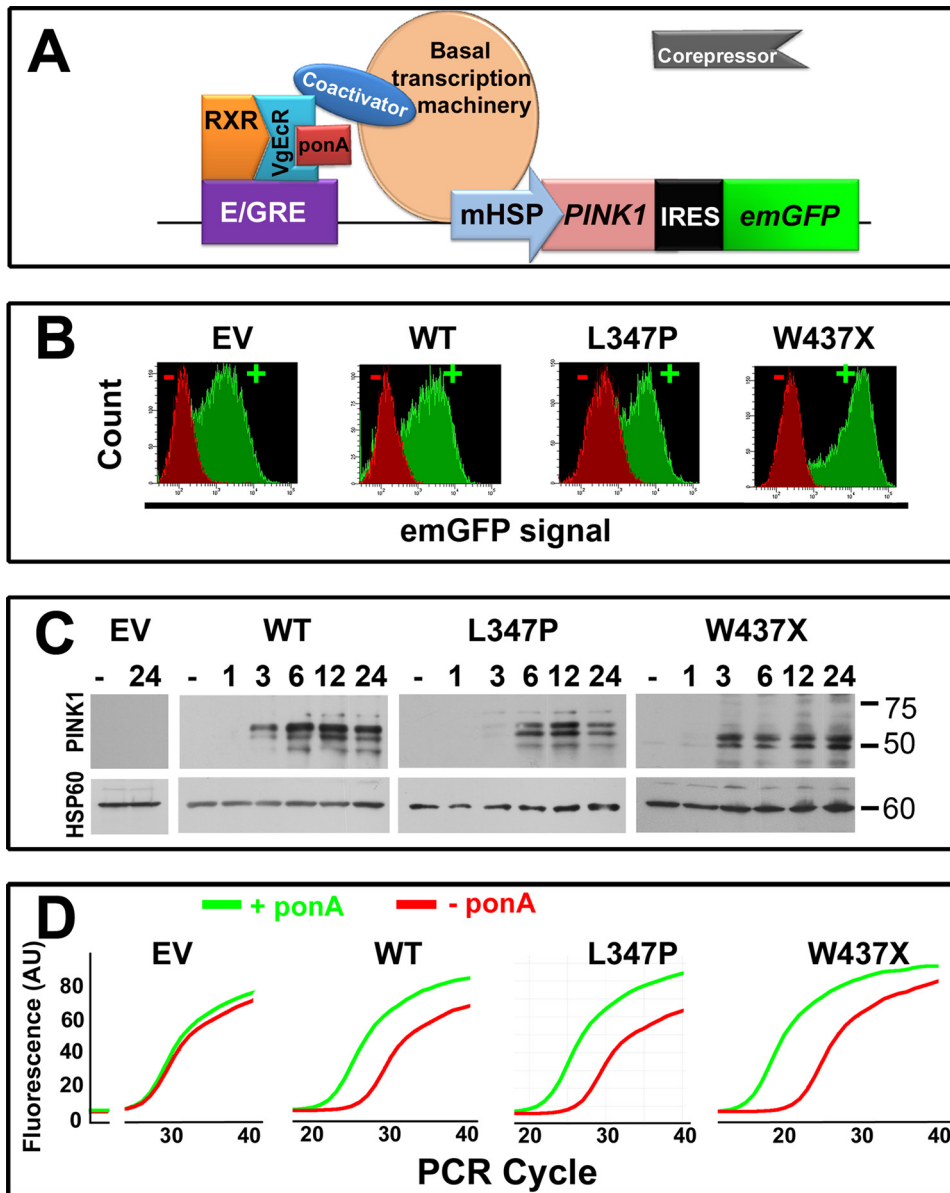 A
Basal
transcription
machinery
Coactivator
Corepressor
RXR
VgEcR
ponA
E/GRE
mHSP
PINK1
IRES
emGFP
B
EV
WT
L347P
W437X
Count
- +
- +
- +
- +
emGFP signal
C
EV
WT
L347P
W437X
- 24
- 1 3 6 12 24
- 1 3 6 12 24
- 1 3 6 12 24
PINK1
75
50
HSP60
60
D
+ ponA
- ponA
EV
WT
L347P
W437X
Fluorescence (AU)
80
60
40
20
0
30
20 30 40
20 30 40
20 30 40
PCR Cycle